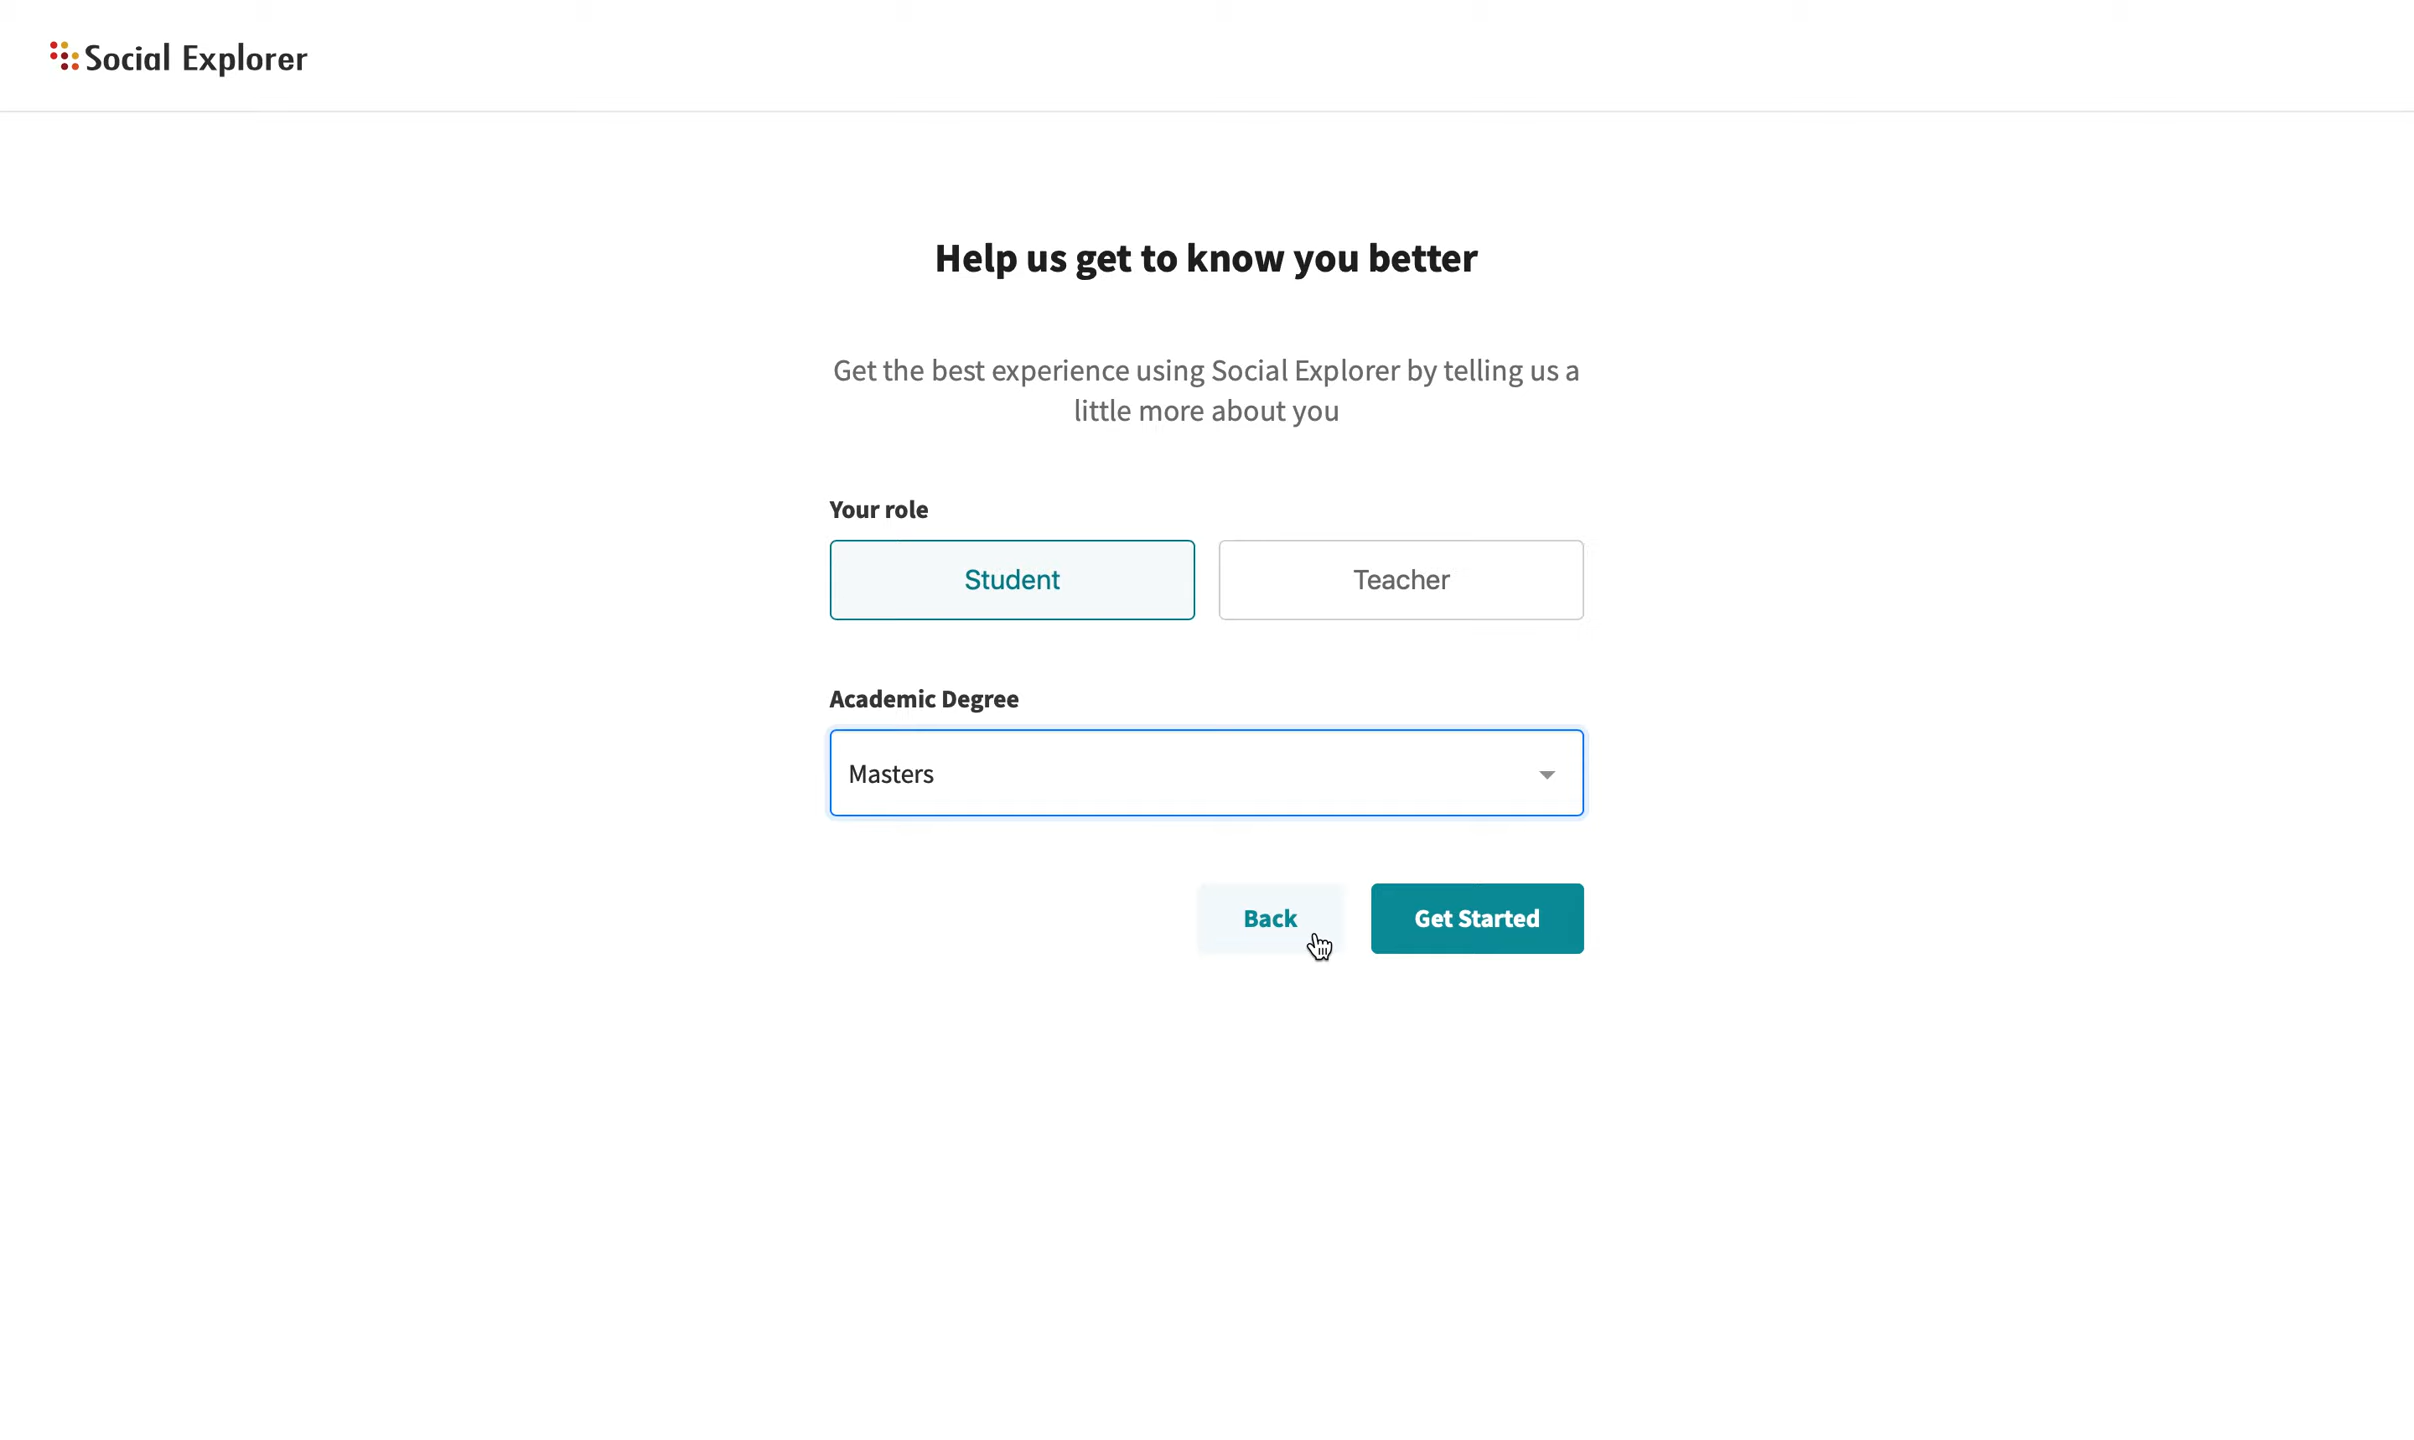 Social Explorer
Help us get to know you better
Get the best experience using Social Explorer by telling us a
little more about you
Your role
Student
Teacher
Academic Degree
Masters
Back
Get Started